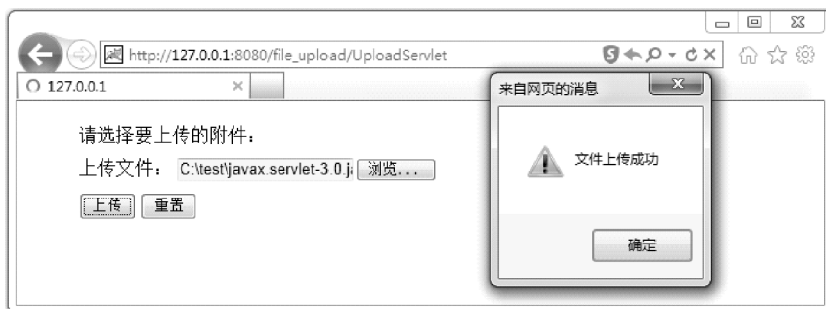 http://127.0.0.1:8080/file_upload/UploadServlet
127.0.0.1
请选择要上传的附件：
上传文件： C:\test\javax.servlet-3.0.ja 浏览...
上传 重置
来自网页的消息
文件上传成功
确定